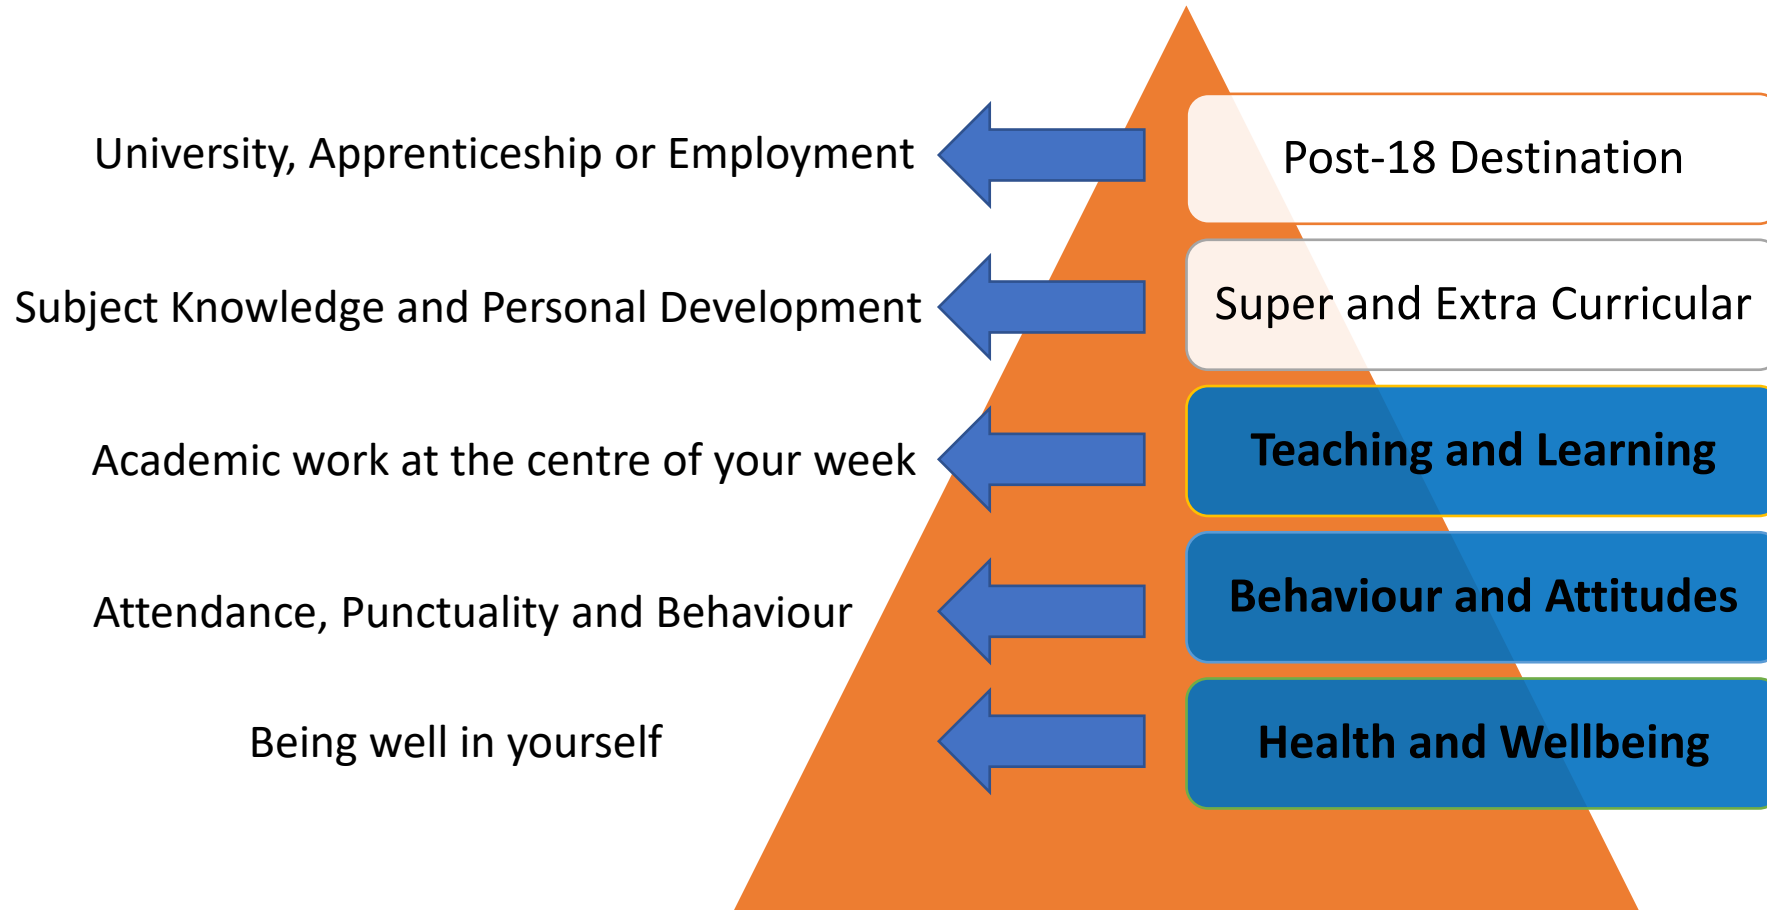 University, Apprenticeship or Employment
Post-18 Destination
Subject Knowledge and Personal Development
Super and Extra Curricular
Academic work at the centre of your week
Teaching and Learning
Attendance, Punctuality and Behaviour
Behaviour and Attitudes
Being well in yourself
Health and Wellbeing